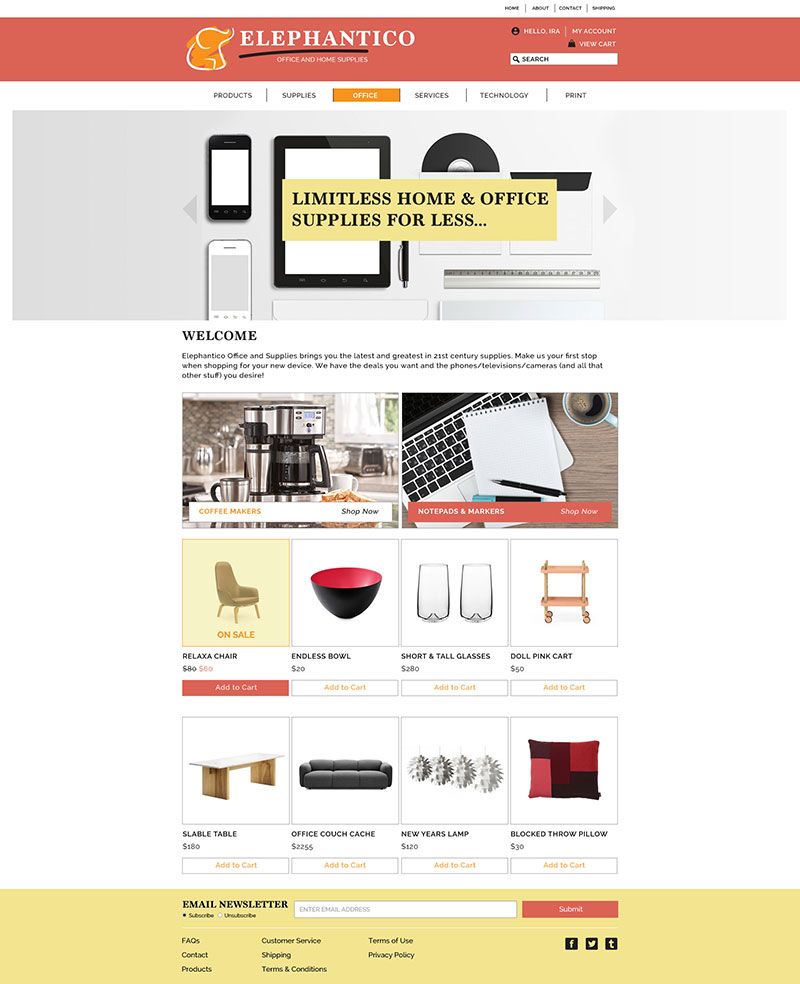 HOME ABOUT CONTACT SHIPPING
ELEPHANTICO
OFFICE AND HOME SUPPLIES
HELLO, IRA MY ACCOUNT
VIEW CART
SEARCH
PRODUCTS SUPPLIES OFFICE SERVICES TECHNOLOGY PRINT
LIMITLESS HOME & OFFICE
SUPPLIES FOR LESS...
WELCOME
Elephantico Office and Supplies brings you the latest and greatest in 21st century supplies. Make us your first stop
when shopping for your new device. We have the deals you want and the phones/televisions/cameras (and all that
other stuff) you desire!
COFFEE MAKERS Shop Now
NOTEPADS & MARKERS Shop Now
ON SALE
RELAXA CHAIR ENDLESS BOWL SHORT & TALL GLASSES DOLL PINK CART
$80 $60 $20 $280 $50
Add to Cart Add to Cart Add to Cart Add to Cart
SLABLE TABLE OFFICE COUCH CACHE NEW YEARS LAMP BLOCKED THROW PILLOW
$180 $2255 $120 $30
Add to Cart Add to Cart Add to Cart Add to Cart
EMAIL NEWSLETTER
Subscribe Unsubscribe
ENTER EMAIL ADDRESS
Submit
FAQs Customer Service Terms of Use
Contact Shipping Privacy Policy
Products Terms & Conditions